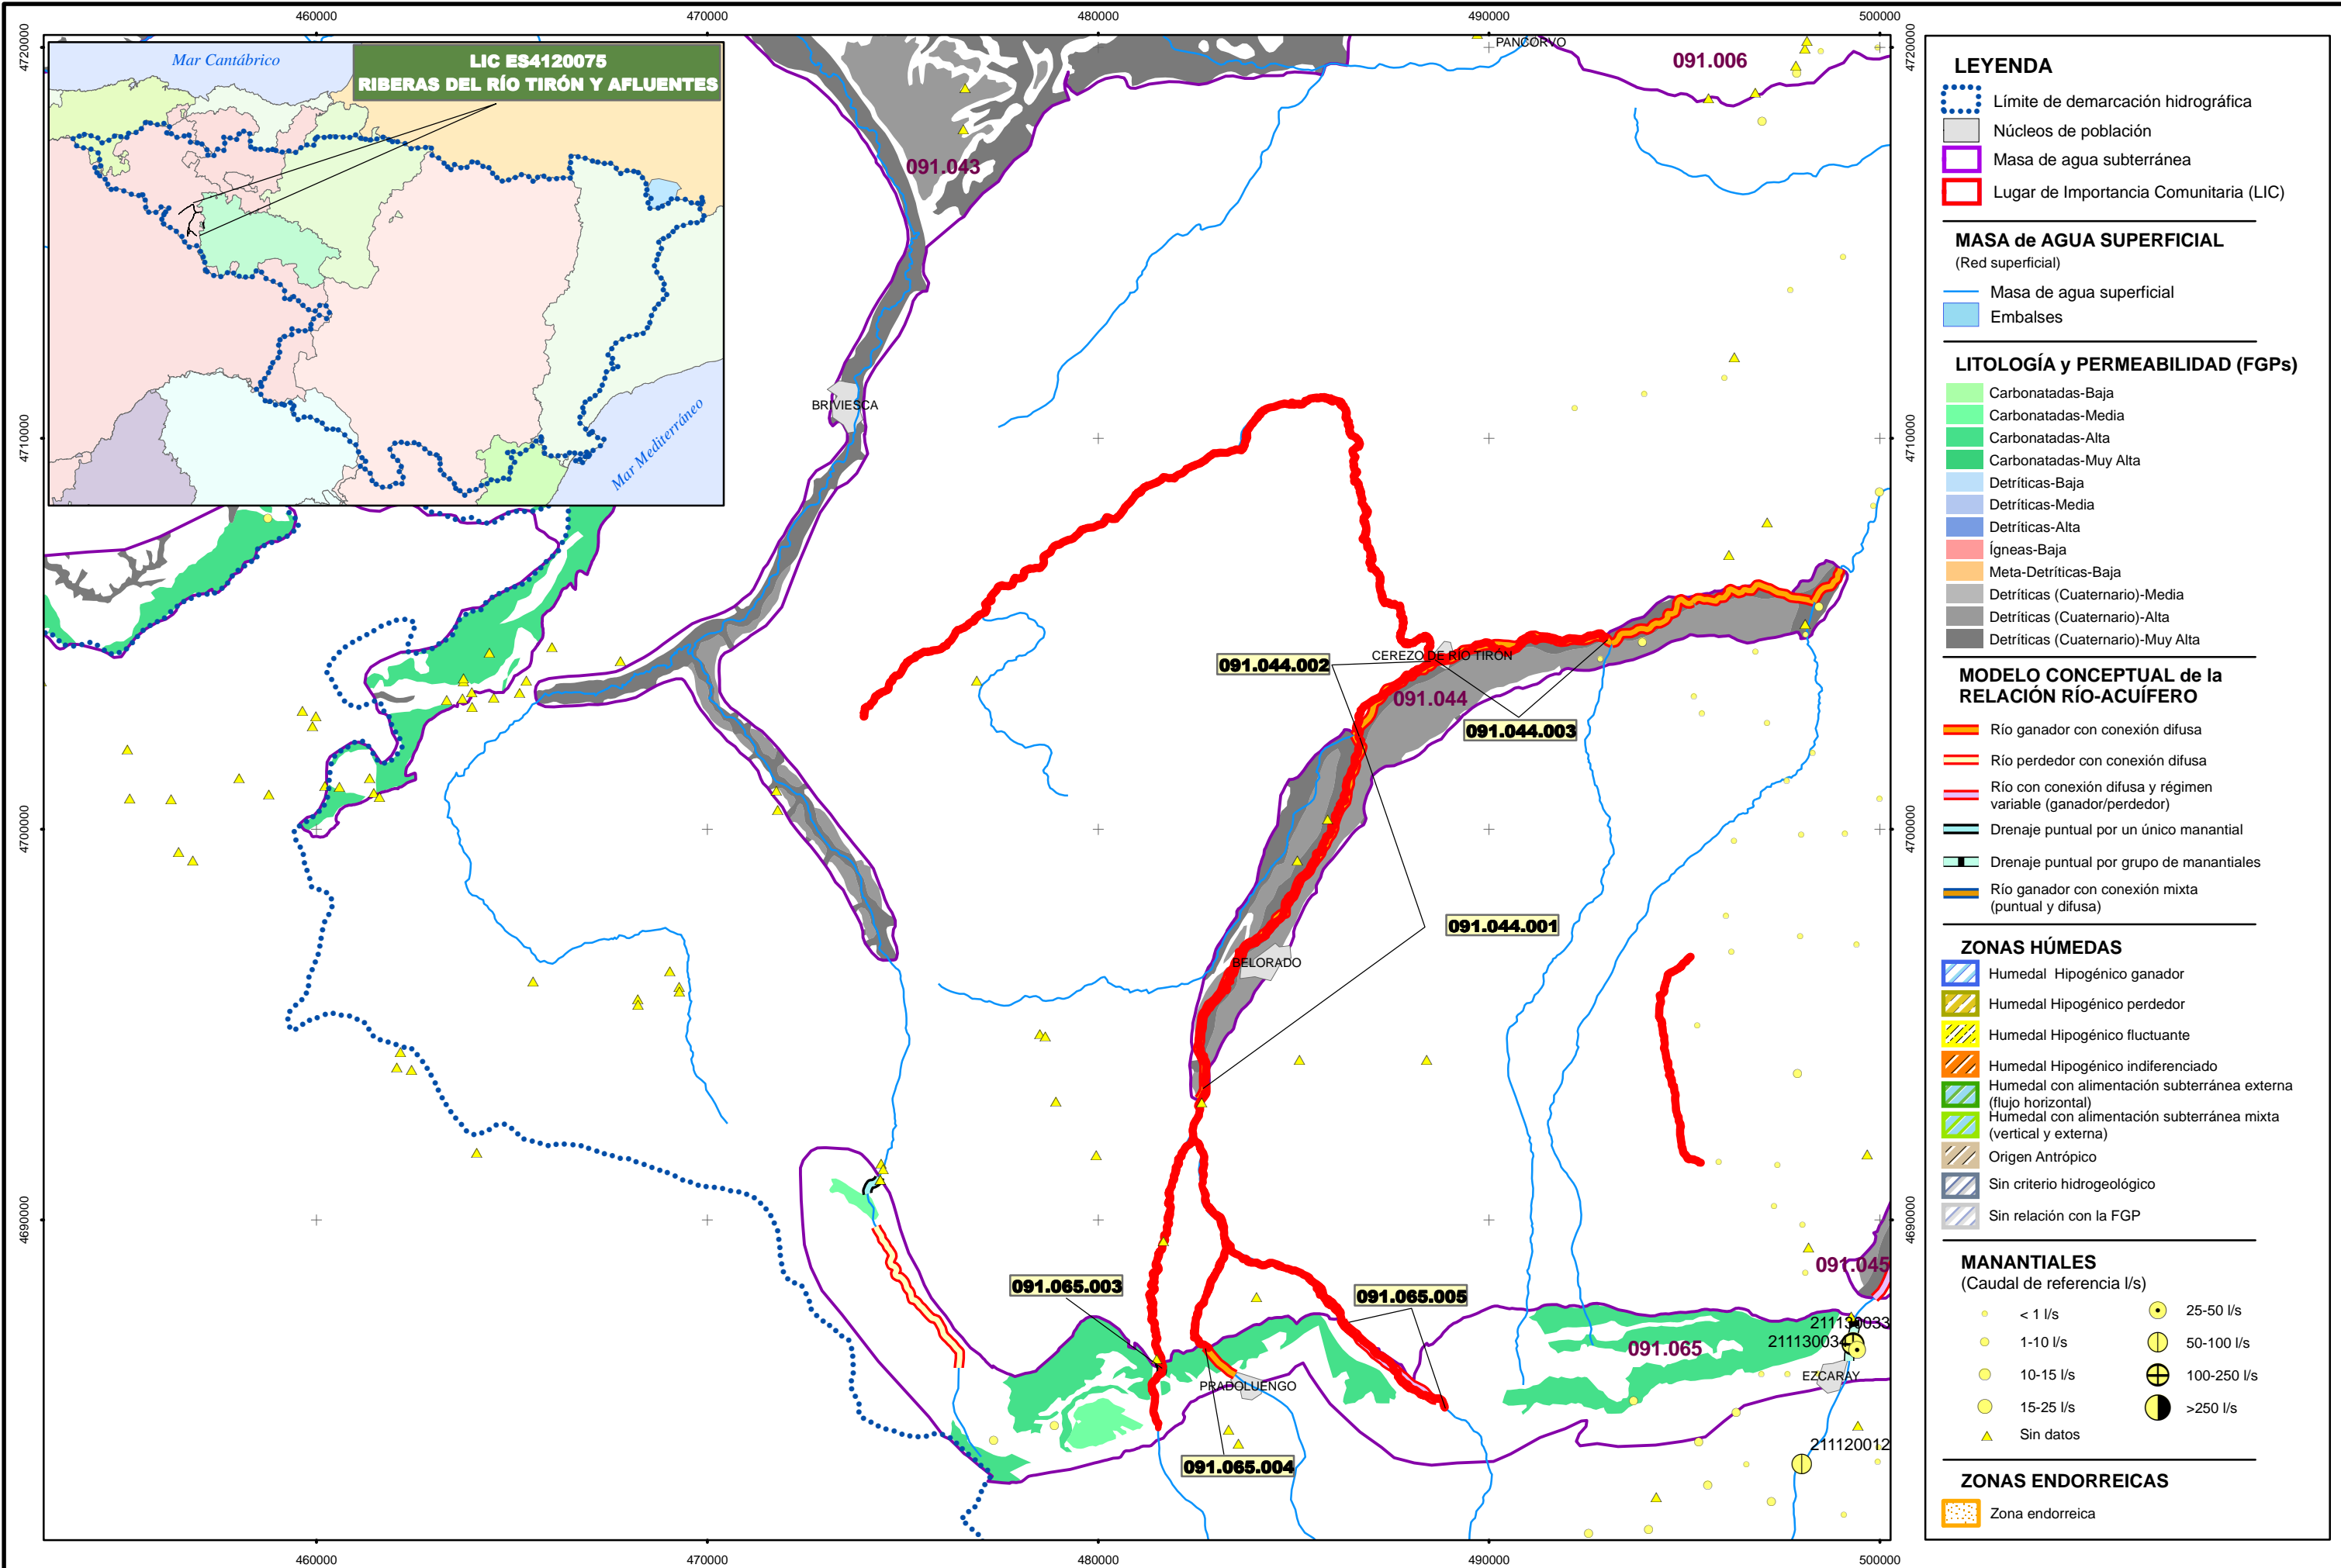 460000
470000
480000
490000
500000
4720000
4710000
4700000
4690000
4720000
4710000
4700000
4690000
460000
470000
480000
490000
500000
Mar Cantábrico
LIC ES4120075
RIBERAS DEL RÍO TIRÓN Y AFLUENTES
Mar Mediterráneo
PANCORVO
091.006
091.043
BRIVIESCA
091.044.002
CEREZO DE RÍO TIRÓN
091.044
091.044.003
091.044.001
BELORADO
091.045
091.065.003
091.065.005
211130033
211130034
091.065
EZCARAY
PRADOLUENGO
211120012
091.065.004
LEYENDA
Límite de demarcación hidrográfica
Núcleos de población
Masa de agua subterránea
Lugar de Importancia Comunitaria (LIC)
MASA de AGUA SUPERFICIAL
(Red superficial)
Masa de agua superficial
Embalses
LITOLOGÍA y PERMEABILIDAD (FGPs)
Carbonatadas-Baja
Carbonatadas-Media
Carbonatadas-Alta
Carbonatadas-Muy Alta
Detríticas-Baja
Detríticas-Media
Detríticas-Alta
Ígneas-Baja
Meta-Detríticas-Baja
Detríticas (Cuaternario)-Media
Detríticas (Cuaternario)-Alta
Detríticas (Cuaternario)-Muy Alta
MODELO CONCEPTUAL de la
RELACIÓN RÍO-ACUÍFERO
Río ganador con conexión difusa
Río perdedor con conexión difusa
Río con conexión difusa y régimen
variable (ganador/perdedor)
Drenaje puntual por un único manantial
Drenaje puntual por grupo de manantiales
Río ganador con conexión mixta
(puntual y difusa)
ZONAS HÚMEDAS
Humedal Hipogénico ganador
Humedal Hipogénico perdedor
Humedal Hipogénico fluctuante
Humedal Hipogénico indiferenciado
Humedal con alimentación subterránea externa
(flujo horizontal)
Humedal con alimentación subterránea mixta
(vertical y externa)
Origen Antrópico
Sin criterio hidrogeológico
Sin relación con la FGP
MANANTIALES
(Caudal de referencia l/s)
< 1 l/s
1-10 l/s
10-15 l/s
15-25 l/s
Sin datos
25-50 l/s
50-100 l/s
100-250 l/s
>250 l/s
ZONAS ENDORREICAS
Zona endorreica